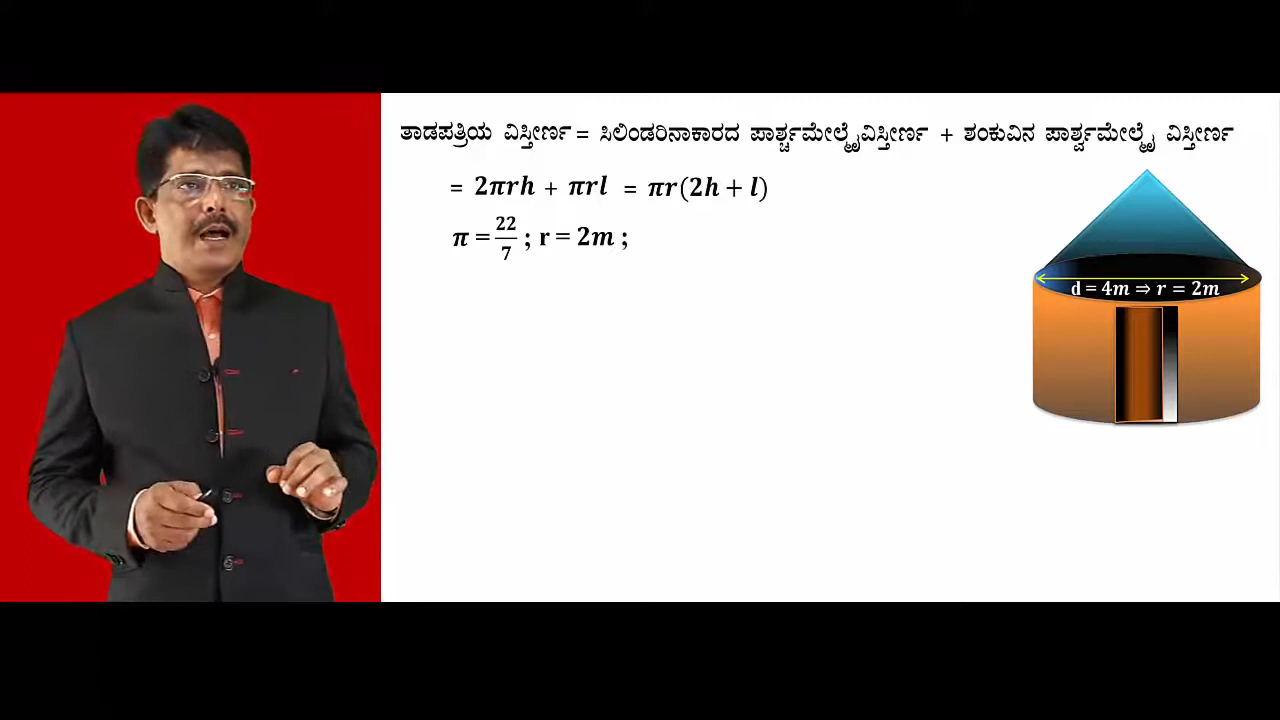 ತಾಡಪತ್ರಿಯ ವಿಸ್ತೀರ್ಣ = ಸಿಲಿಂಡರಿನಾಕಾರದ ಪಾರ್ಶ್ವಮೇಲ್ಮೈವಿಸ್ತೀರ್ಣ + ಶಂಕುವಿನ ಪಾರ್ಶ್ವಮೇಲ್ಮೈ ವಿಸ್ತೀರ್ಣ
= 2πrh + πrl = πr(2h + l)
π = 22/7 ; r = 2m ;
d = 4m ⇒ r = 2m